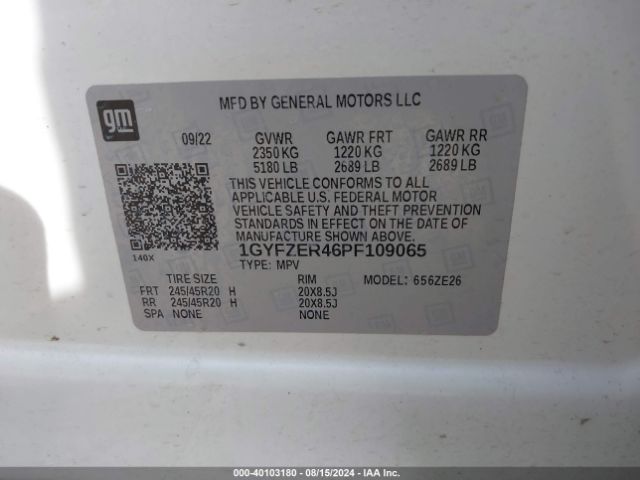 gm
MFD BY GENERAL MOTORS LLC
09/22 GVWR GAWR FRT GAWR RR
2350 KG 1220 KG 1220 KG
5180 LB 2689 LB 2689 LB
THIS VEHICLE CONFORMS TO ALL
APPLICABLE U.S. FEDERAL MOTOR
VEHICLE SAFETY AND THEFT PREVENTION
STANDARDS IN EFFECT ON THE DATE OF
MANUFACTURE SHOWN ABOVE.
140X
1GYFZER46PF109065
TYPE: MPV MODEL: 656ZE26
TIRE SIZE RIM
FRT 245/45R20 H 20X8.5J
RR 245/45R20 H 20X8.5J
SPA NONE NONE
000-40103180 - 08/15/2024 - IAA Inc.